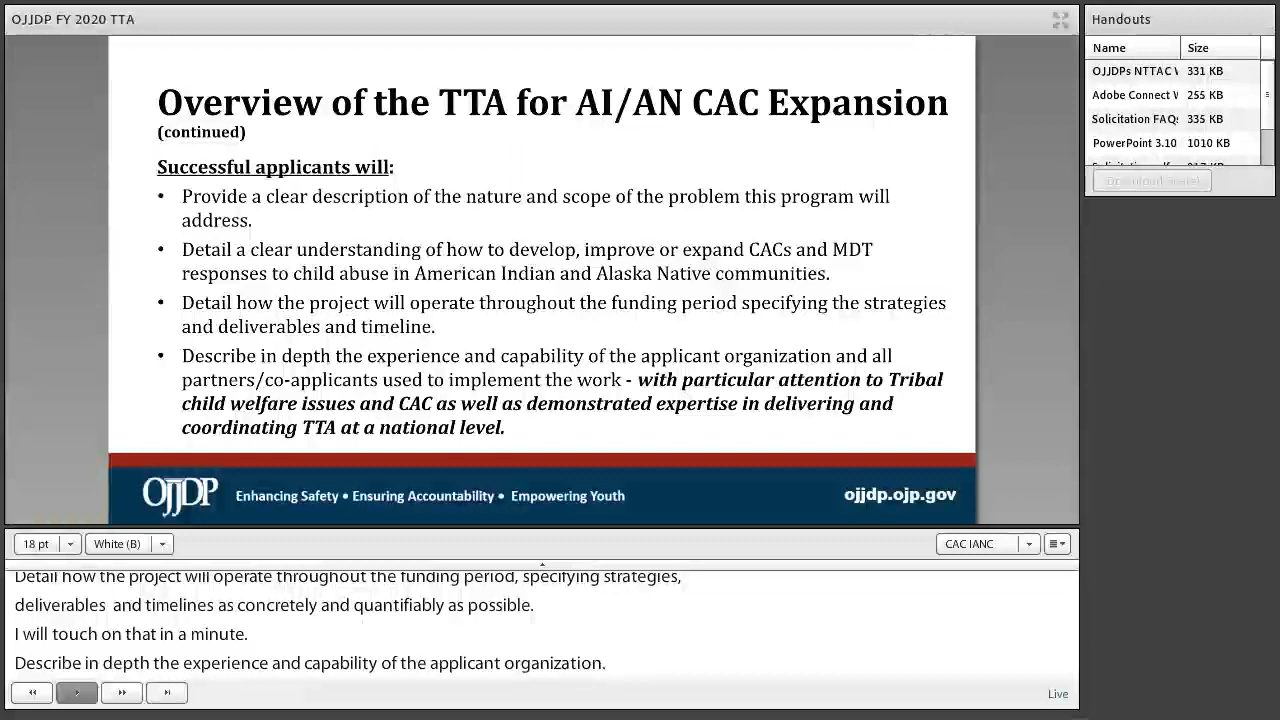 OJJDP FY 2020 TTA
Overview of the TTA for AI/AN CAC Expansion
(continued)
Successful applicants will:
• Provide a clear description of the nature and scope of the problem this program will
address.
• Detail a clear understanding of how to develop, improve or expand CACs and MDT
responses to child abuse in American Indian and Alaska Native communities.
• Detail how the project will operate throughout the funding period specifying the strategies
and deliverables and timeline.
• Describe in depth the experience and capability of the applicant organization and all
partners/co-applicants used to implement the work - with particular attention to Tribal
child welfare issues and CAC as well as demonstrated expertise in delivering and
coordinating TTA at a national level.
OJJDP Enhancing Safety • Ensuring Accountability • Empowering Youth ojjdp.ojp.gov
18 pt White (B) CAC IANC
Detail how the project will operate throughout the funding period, specifying strategies,
deliverables and timelines as concretely and quantifiably as possible.
I will touch on that in a minute.
Describe in depth the experience and capability of the applicant organization.
Live
Handouts
Name Size
OJJDPs NTTAC 331 KB
Adobe Connect 255 KB
Solicitation FAQs 335 KB
PowerPoint 3.10 1010 KB